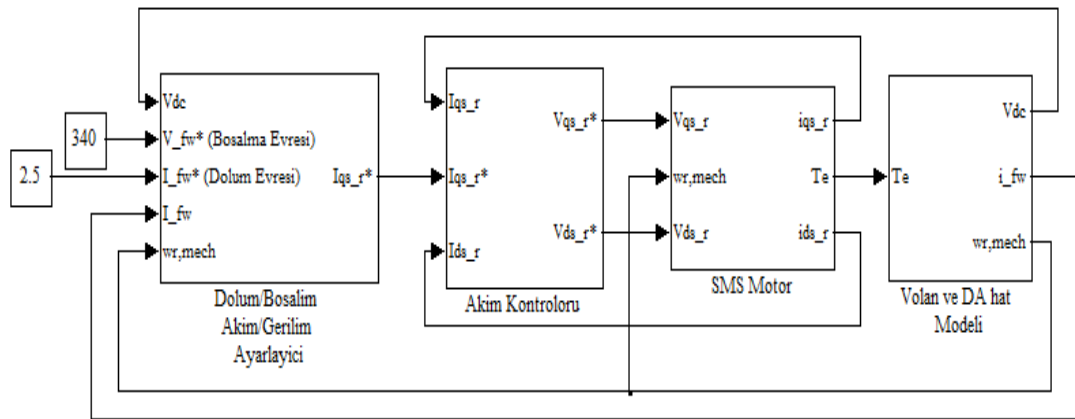 340
2.5
Vdc
V_fw* (Bosalma Evresi)
I_fw* (Dolum Evresi)
I_fw
wr,mech
Iqs_r*
Dolum/Bosalim
Akim/Gerilim
Ayarlayici
Iqs_r
Iqs_r*
Ids_r
Vqs_r*
Vds_r*
Akim Kontroloru
Vqs_r
wr,mech
Vds_r
iqs_r
Te
ids_r
SMS Motor
Te
Vdc
i_fw
wr,mech
Volan ve DA hat
Modeli